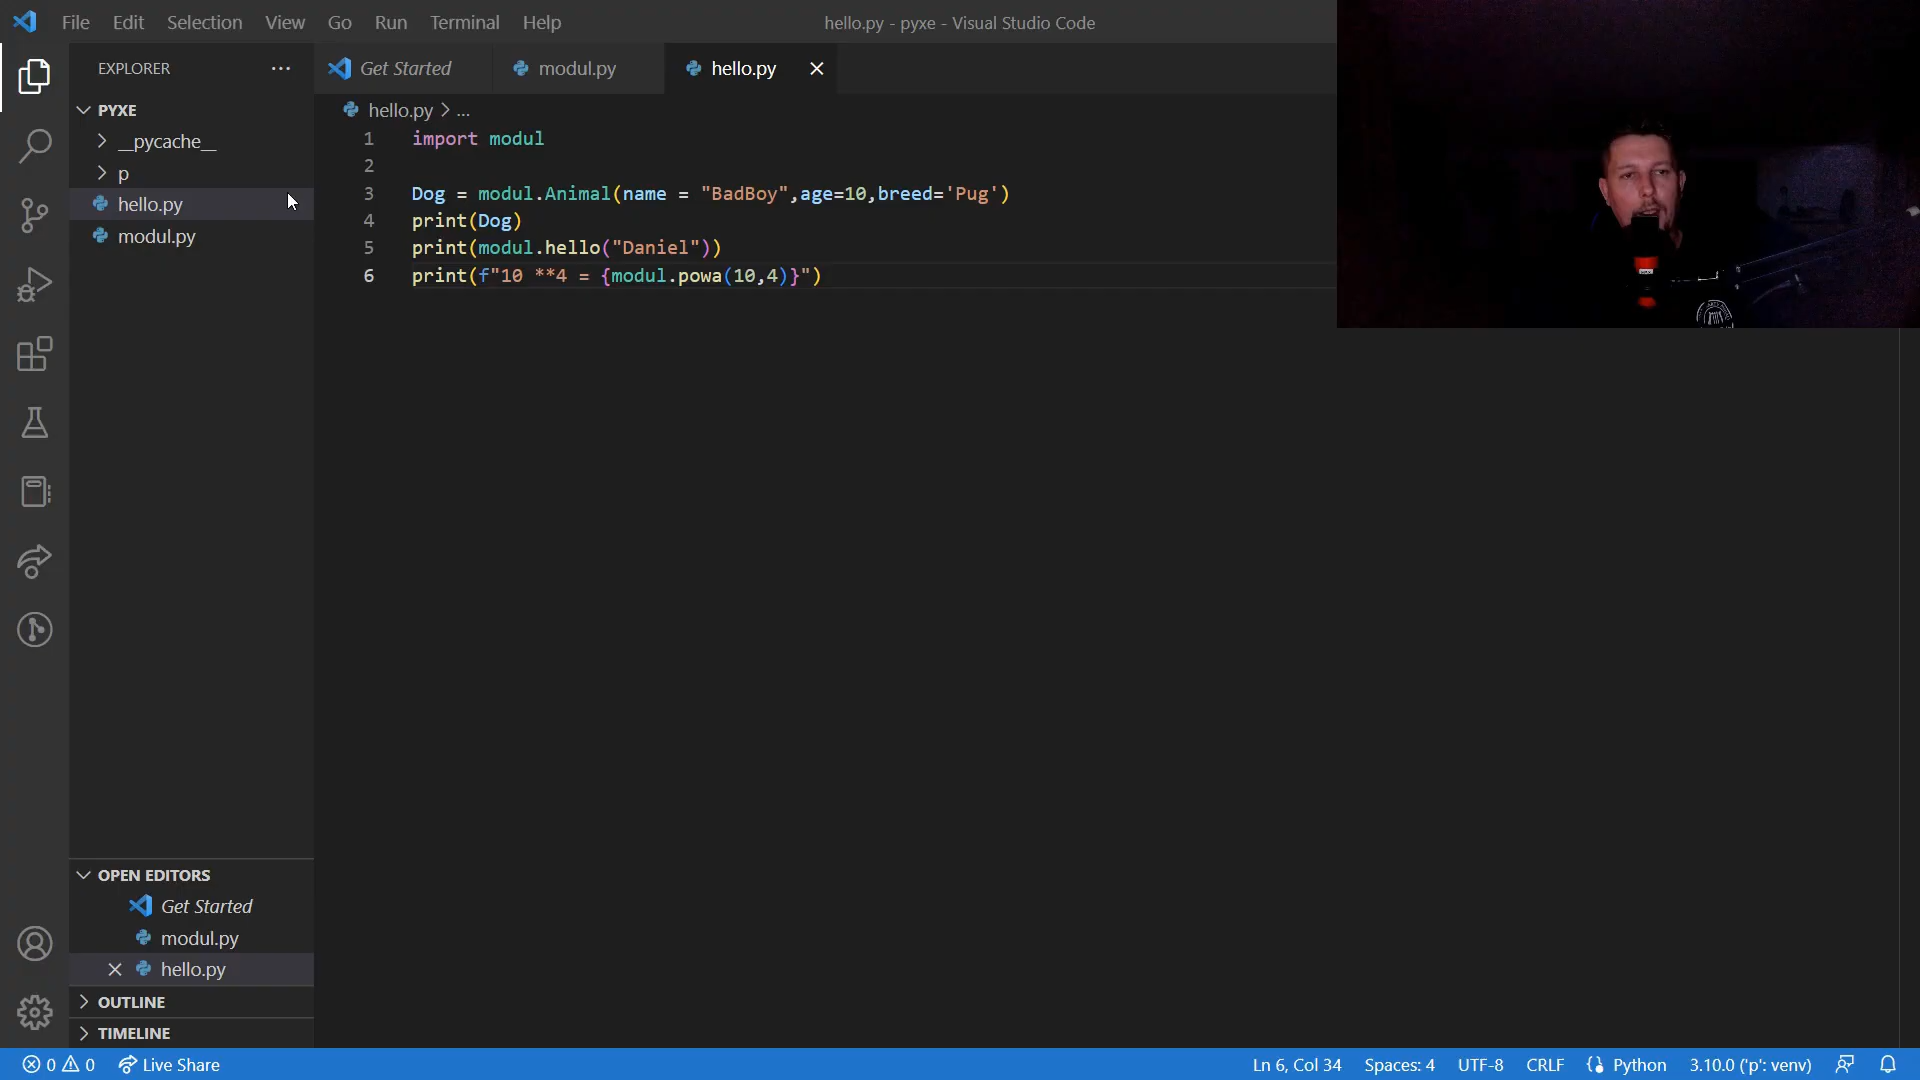 File Edit Selection View Go Run Terminal Help
hello.py - pyxe - Visual Studio Code
EXPLORER ...
PYXE
__pycache__
p
hello.py
modul.py
Get Started
modul.py
hello.py
hello.py > ...
1 import modul
2
3 Dog = modul.Animal(name = "BadBoy",age=10,breed='Pug')
4 print(Dog)
5 print(modul.hello("Daniel"))
6 print(f"10 **4 = {modul.powa(10,4)}")
OPEN EDITORS
Get Started
modul.py
hello.py
OUTLINE
TIMELINE
0 0 Live Share
Ln 6, Col 34 Spaces: 4 UTF-8 CRLF Python 3.10.0 ('p': venv)